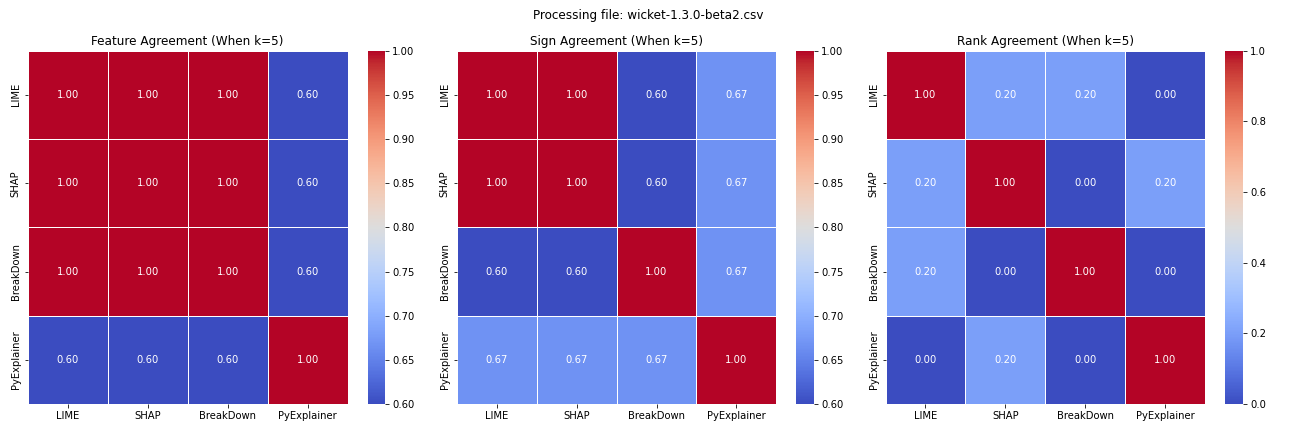 Processing file: wicket-1.3.0-beta2.csv
Feature Agreement (When k=5)
LIME
SHAP
BreakDown
PyExplainer
1.00 1.00 1.00 0.60
1.00 1.00 1.00 0.60
1.00 1.00 1.00 0.60
0.60 0.60 0.60 1.00
LIME SHAP BreakDown PyExplainer
1.00
0.95
0.90
0.85
0.80
0.75
0.70
0.65
0.60
Sign Agreement (When k=5)
LIME
SHAP
BreakDown
PyExplainer
1.00 1.00 0.60 0.67
1.00 1.00 0.60 0.67
0.60 0.60 1.00 0.67
0.67 0.67 0.67 1.00
LIME SHAP BreakDown PyExplainer
1.00
0.95
0.90
0.85
0.80
0.75
0.70
0.65
0.60
Rank Agreement (When k=5)
LIME
SHAP
BreakDown
PyExplainer
1.00 0.20 0.20 0.00
0.20 1.00 0.00 0.20
0.20 0.00 1.00 0.00
0.00 0.20 0.00 1.00
LIME SHAP BreakDown PyExplainer
1.0
0.8
0.6
0.4
0.2
0.0